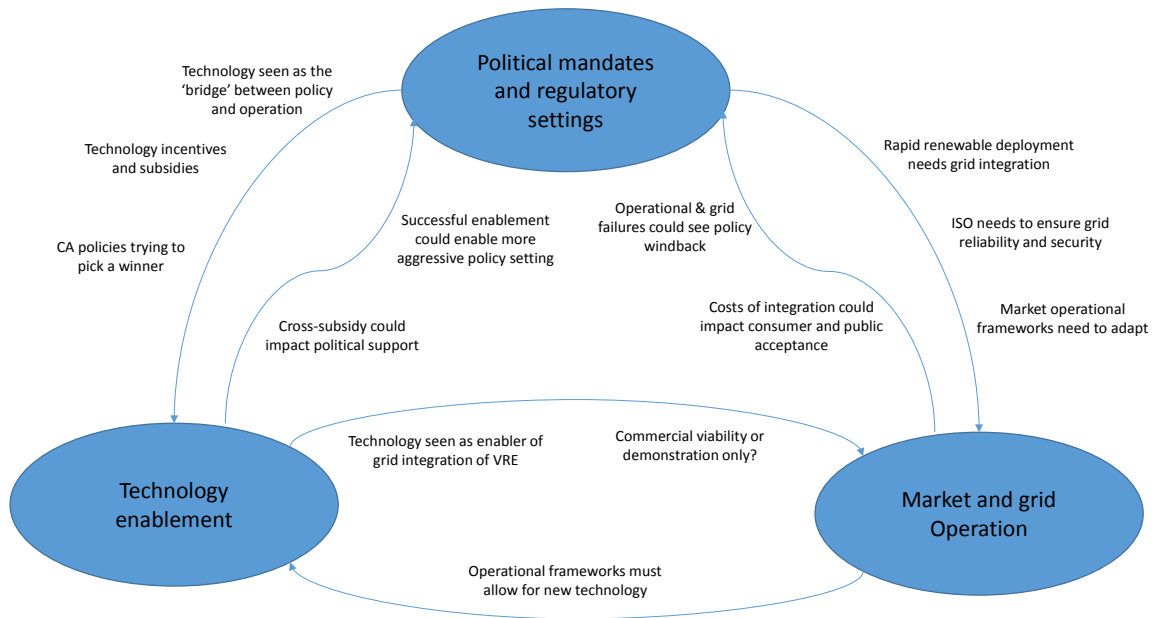 Political mandates
and regulatory
settings
Technology seen as the
‘bridge’ between policy
and operation
Technology incentives
and subsidies
CA policies trying to
pick a winner
Successful enablement
could enable more
aggressive policy setting
Cross-subsidy could
impact political support
Operational & grid
failures could see policy
windback
Costs of integration could
impact consumer and public
acceptance
Rapid renewable deployment
needs grid integration
ISO needs to ensure grid
reliability and security
Market operational
frameworks need to adapt
Technology seen as enabler of
grid integration of VRE
Commercial viability or
demonstration only?
Technology
enablement
Market and grid
Operation
Operational frameworks must
allow for new technology